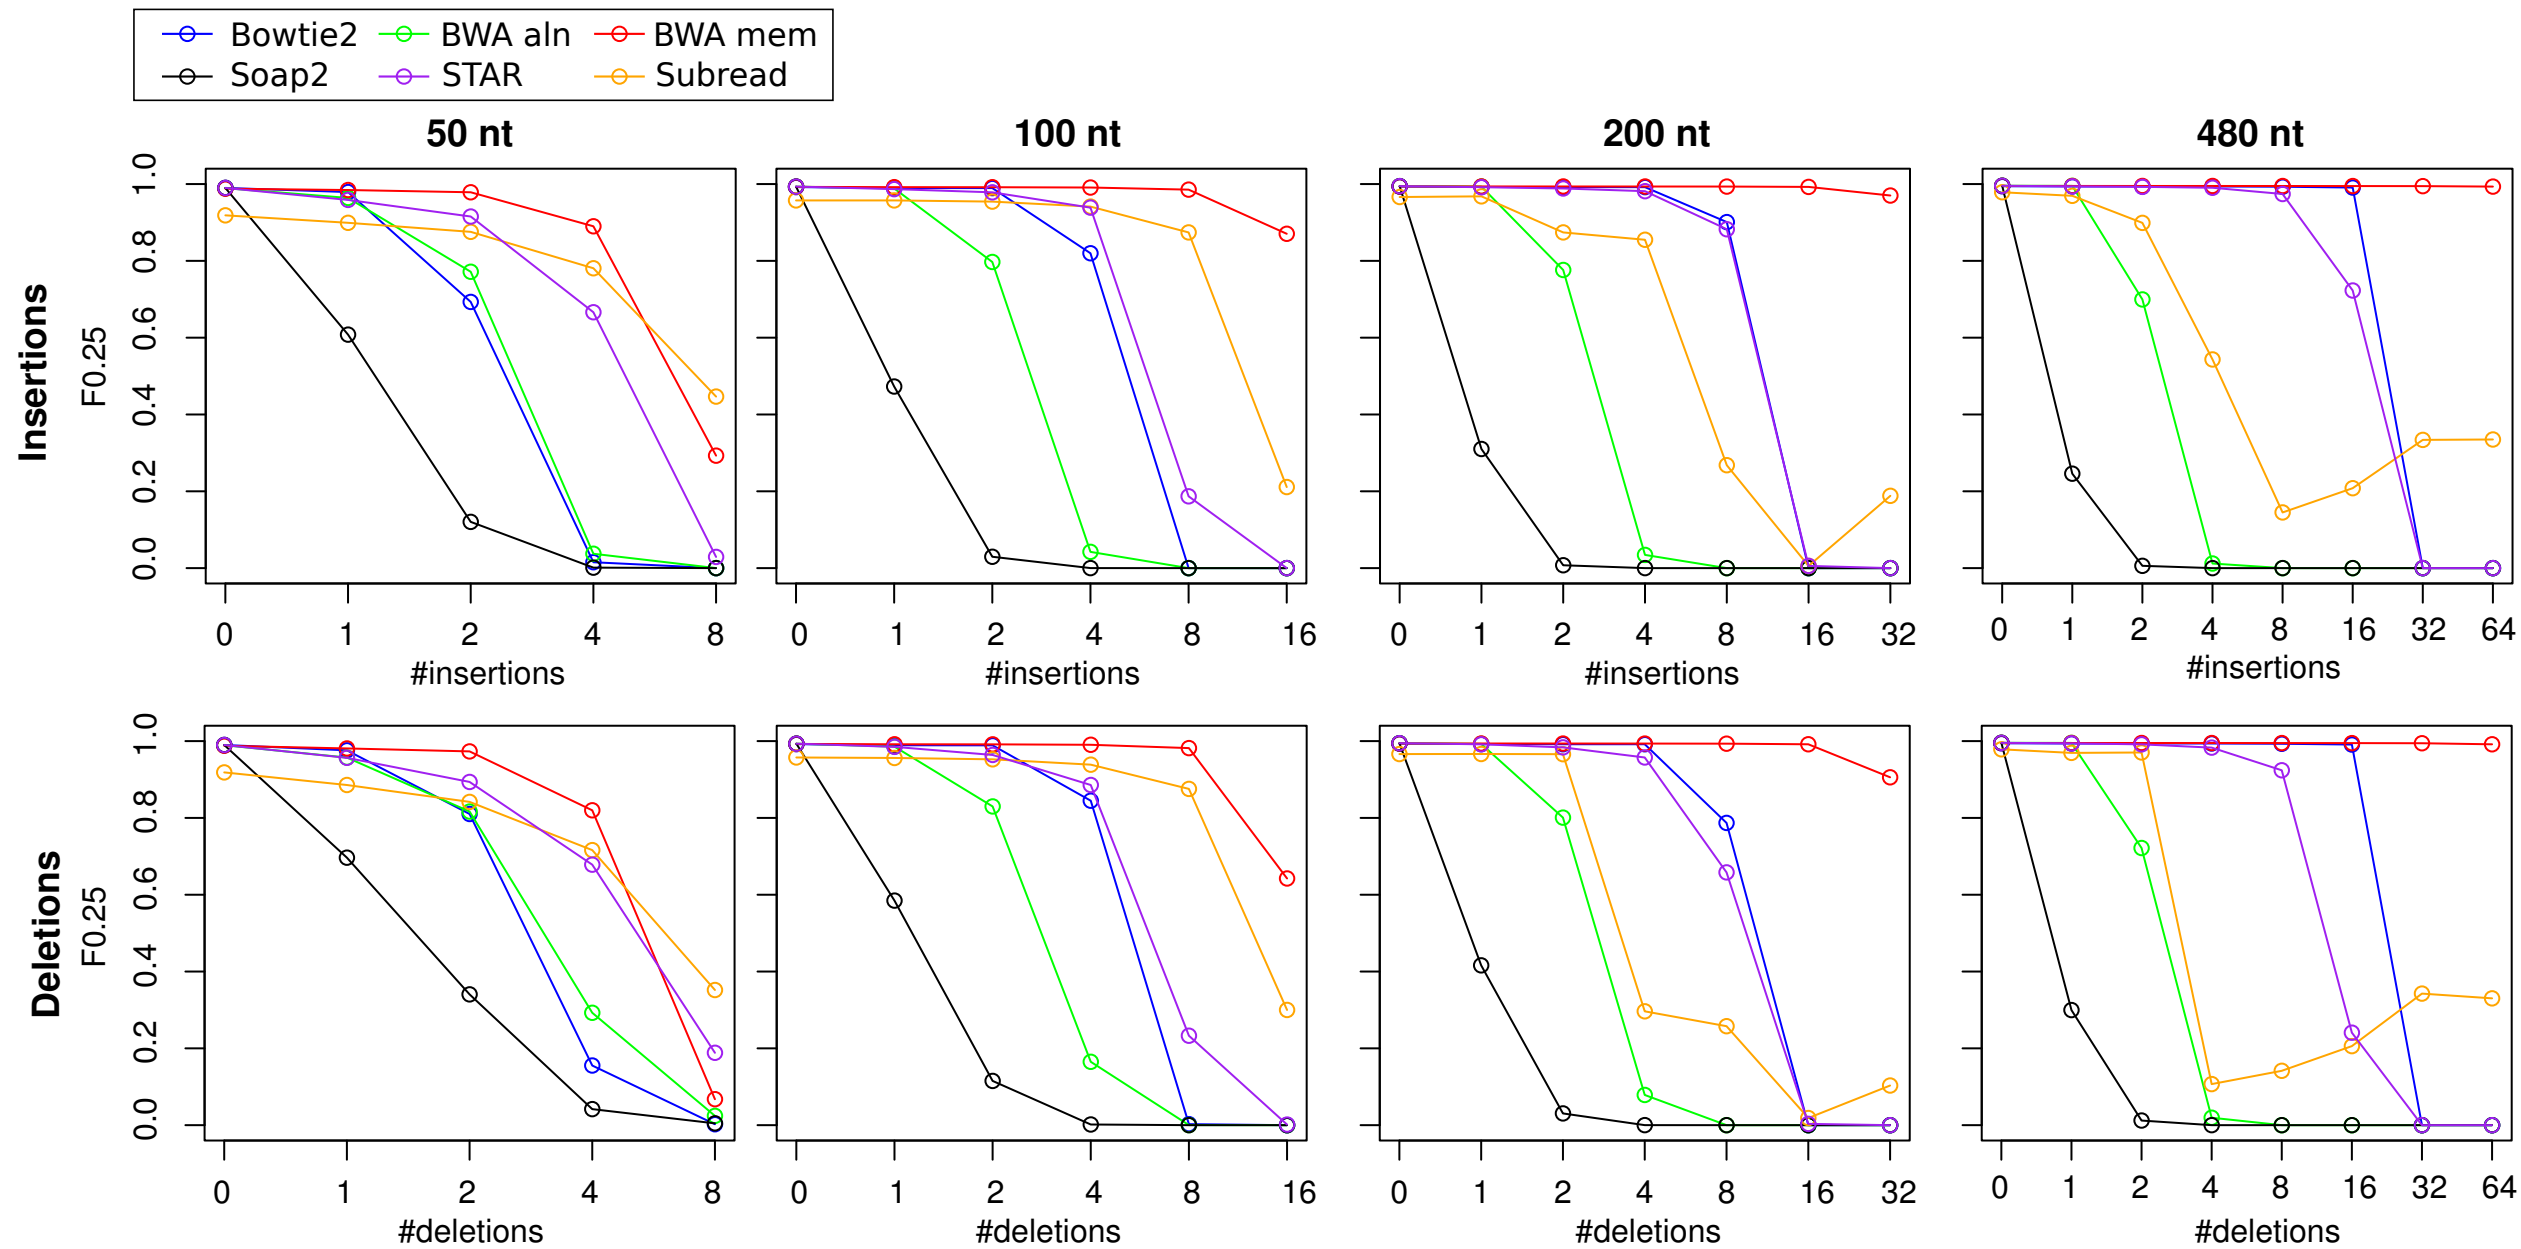 Bowtie2 BWA aln BWA mem
Soap2 STAR Subread
50 nt 100 nt 200 nt 480 nt
Insertions
F0.25
1.0
0.8
0.6
0.4
0.2
0.0
0 1 2 4 8
#insertions
0 1 2 4 8 16
#insertions
0 1 2 4 8 16 32
#insertions
0 1 2 4 8 16 32 64
#insertions
Deletions
F0.25
1.0
0.8
0.6
0.4
0.2
0.0
0 1 2 4 8
#deletions
0 1 2 4 8 16
#deletions
0 1 2 4 8 16 32
#deletions
0 1 2 4 8 16 32 64
#deletions